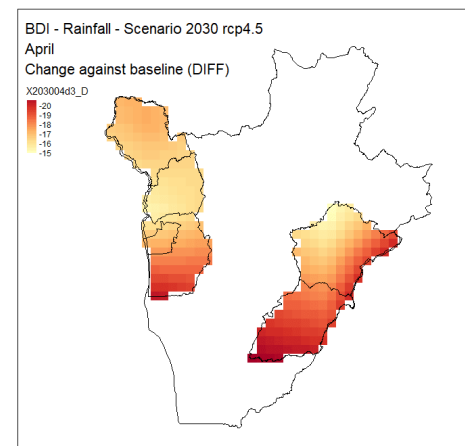 BDI - Rainfall - Scenario 2030 rcp4.5
April
Change against baseline (DIFF)
X203004d3_D
-20
-19
-18
-17
-16
-15